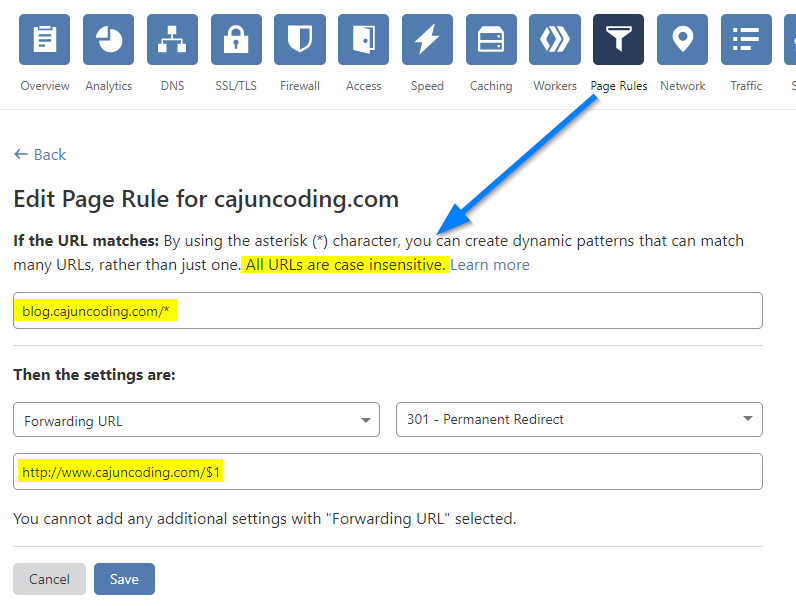 Overview Analytics DNS SSL/TLS Firewall Access Speed Caching Workers Page Rules Network Traffic S
← Back
Edit Page Rule for cajuncoding.com
If the URL matches: By using the asterisk (*) character, you can create dynamic patterns that can match
many URLs, rather than just one. All URLs are case insensitive. Learn more
blog.cajuncoding.com/*
Then the settings are:
Forwarding URL 301 - Permanent Redirect
http://www.cajuncoding.com/$1
You cannot add any additional settings with "Forwarding URL" selected.
Cancel Save